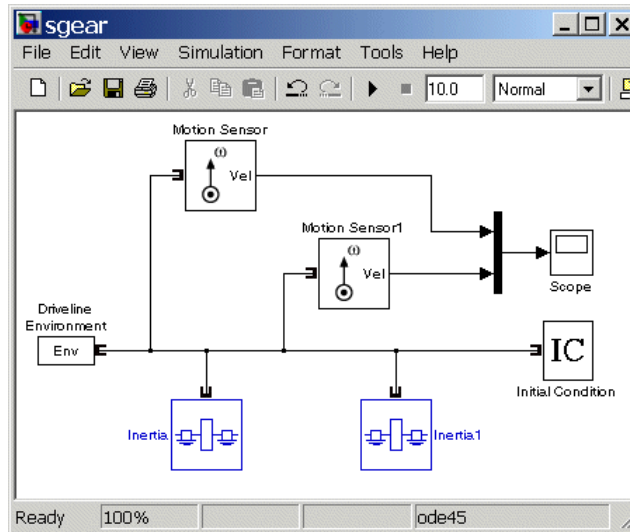 sgear
File Edit View Simulation Format Tools Help
10.0 Normal
Motion Sensor
ω
Vel
Motion Sensor1
ω
Vel
Scope
Driveline
Environment
Env
IC
Initial Condition
Inertia
Inertia1
Ready 100% ode45